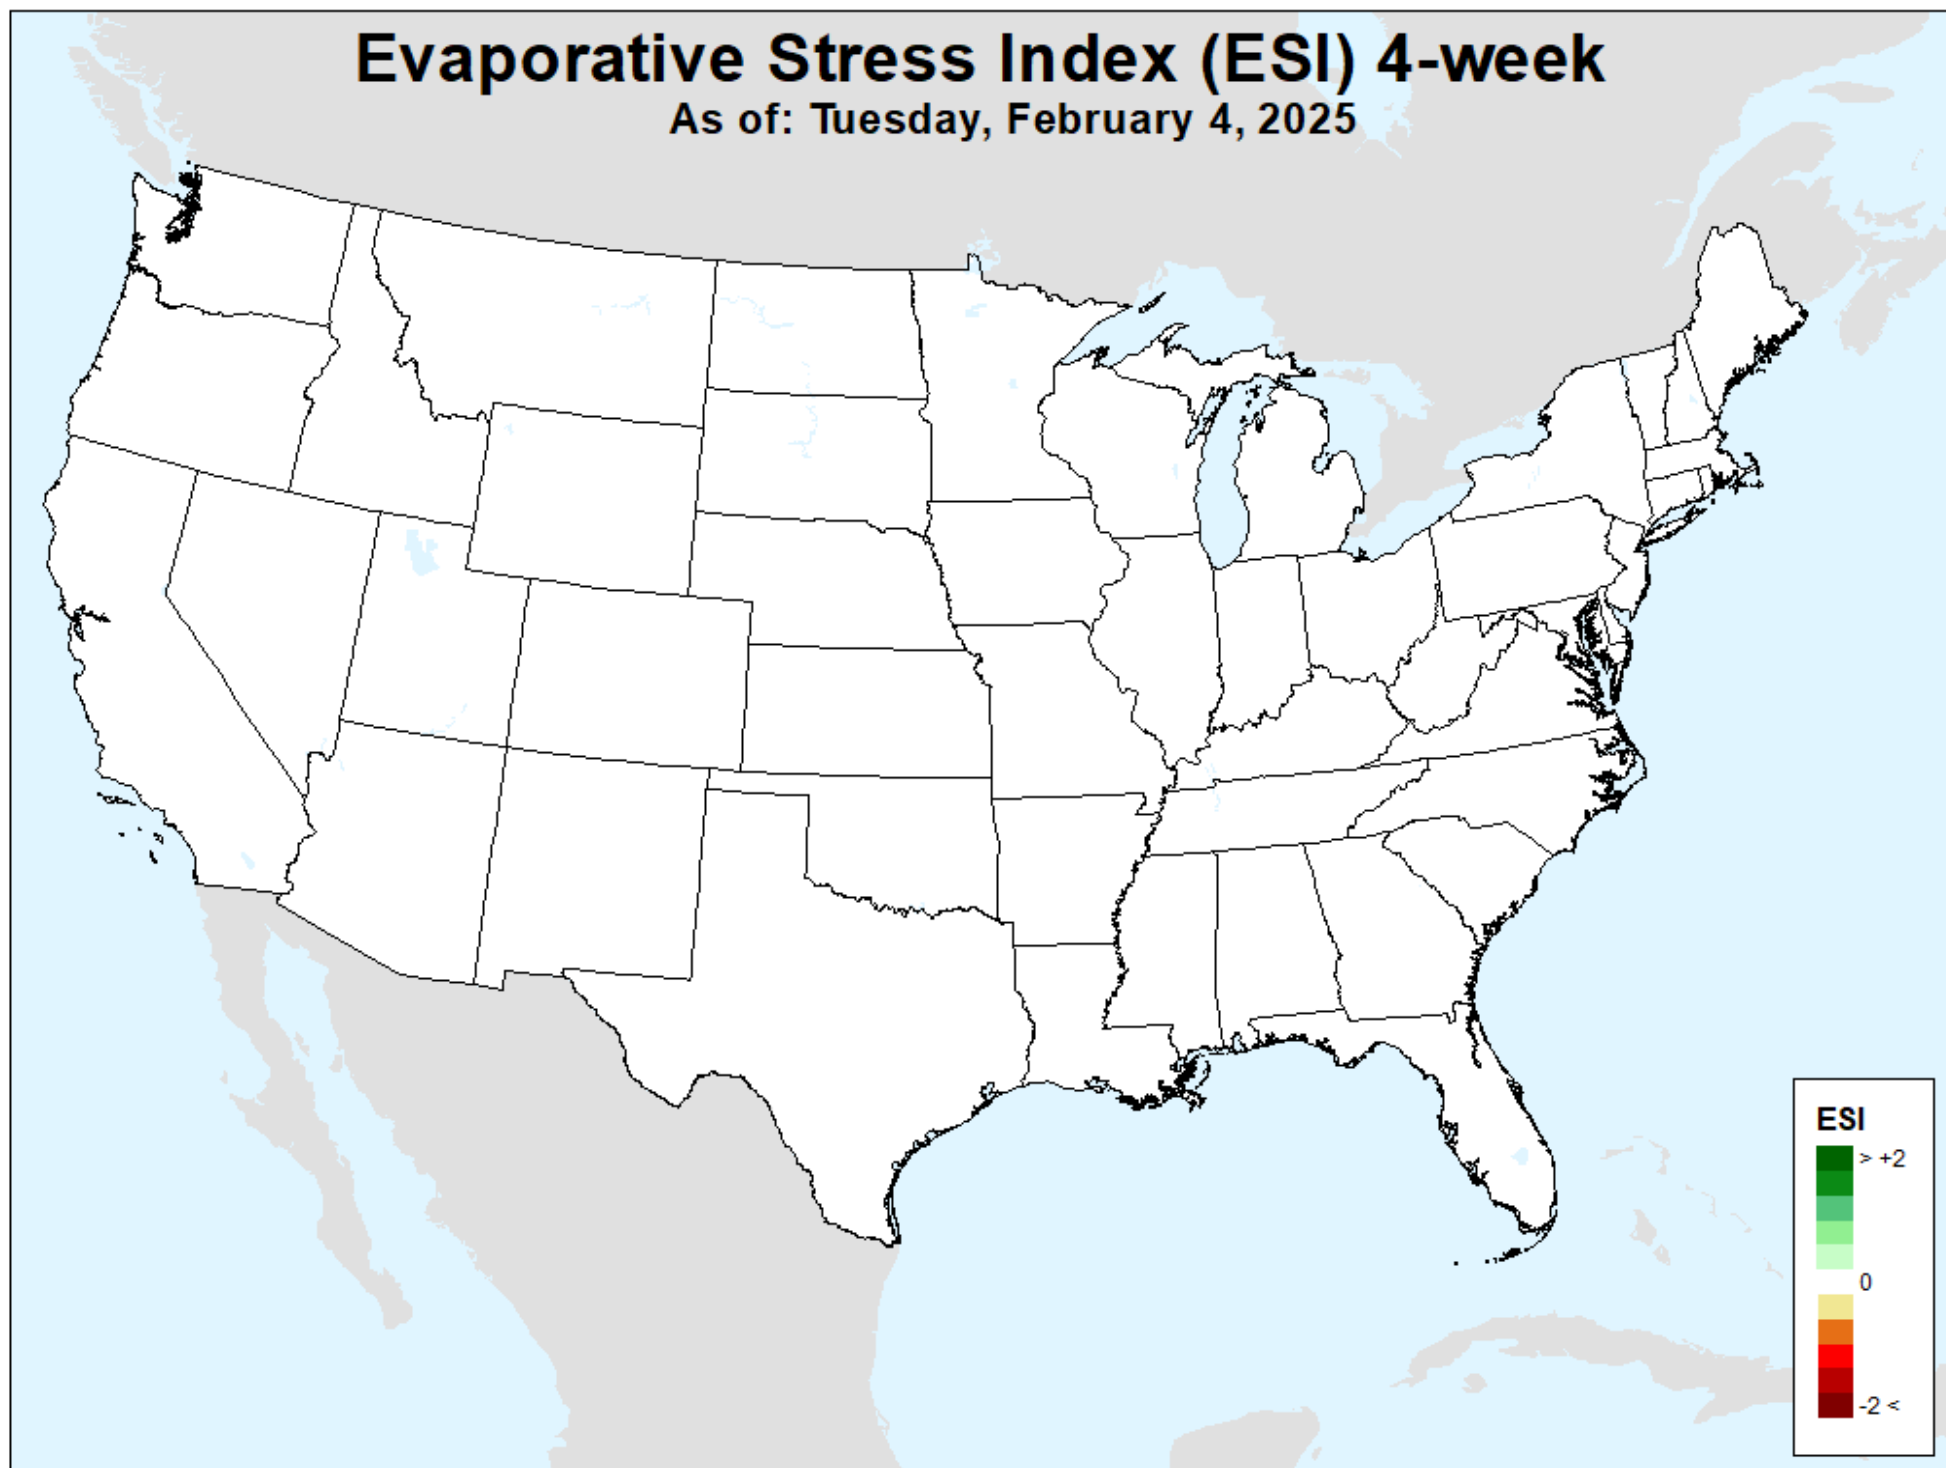 Evaporative Stress Index (ESI) 4-week
As of: Tuesday, February 4, 2025
ESI
> +2
0
-2 <